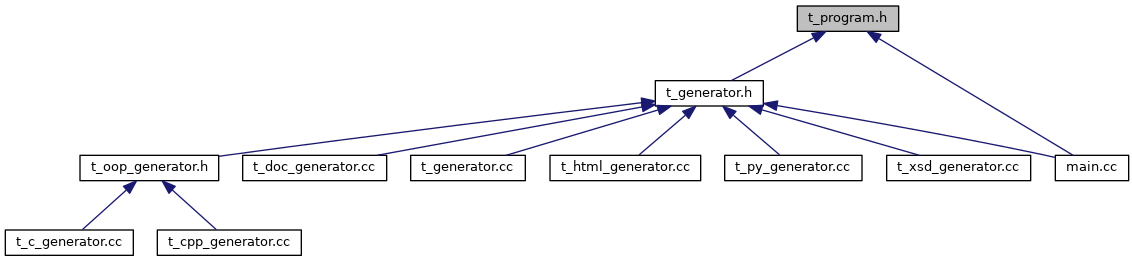 t_program.h
t_generator.h
t_oop_generator.h
t_doc_generator.cc
t_generator.cc
t_html_generator.cc
t_py_generator.cc
t_xsd_generator.cc
main.cc
t_c_generator.cc
t_cpp_generator.cc